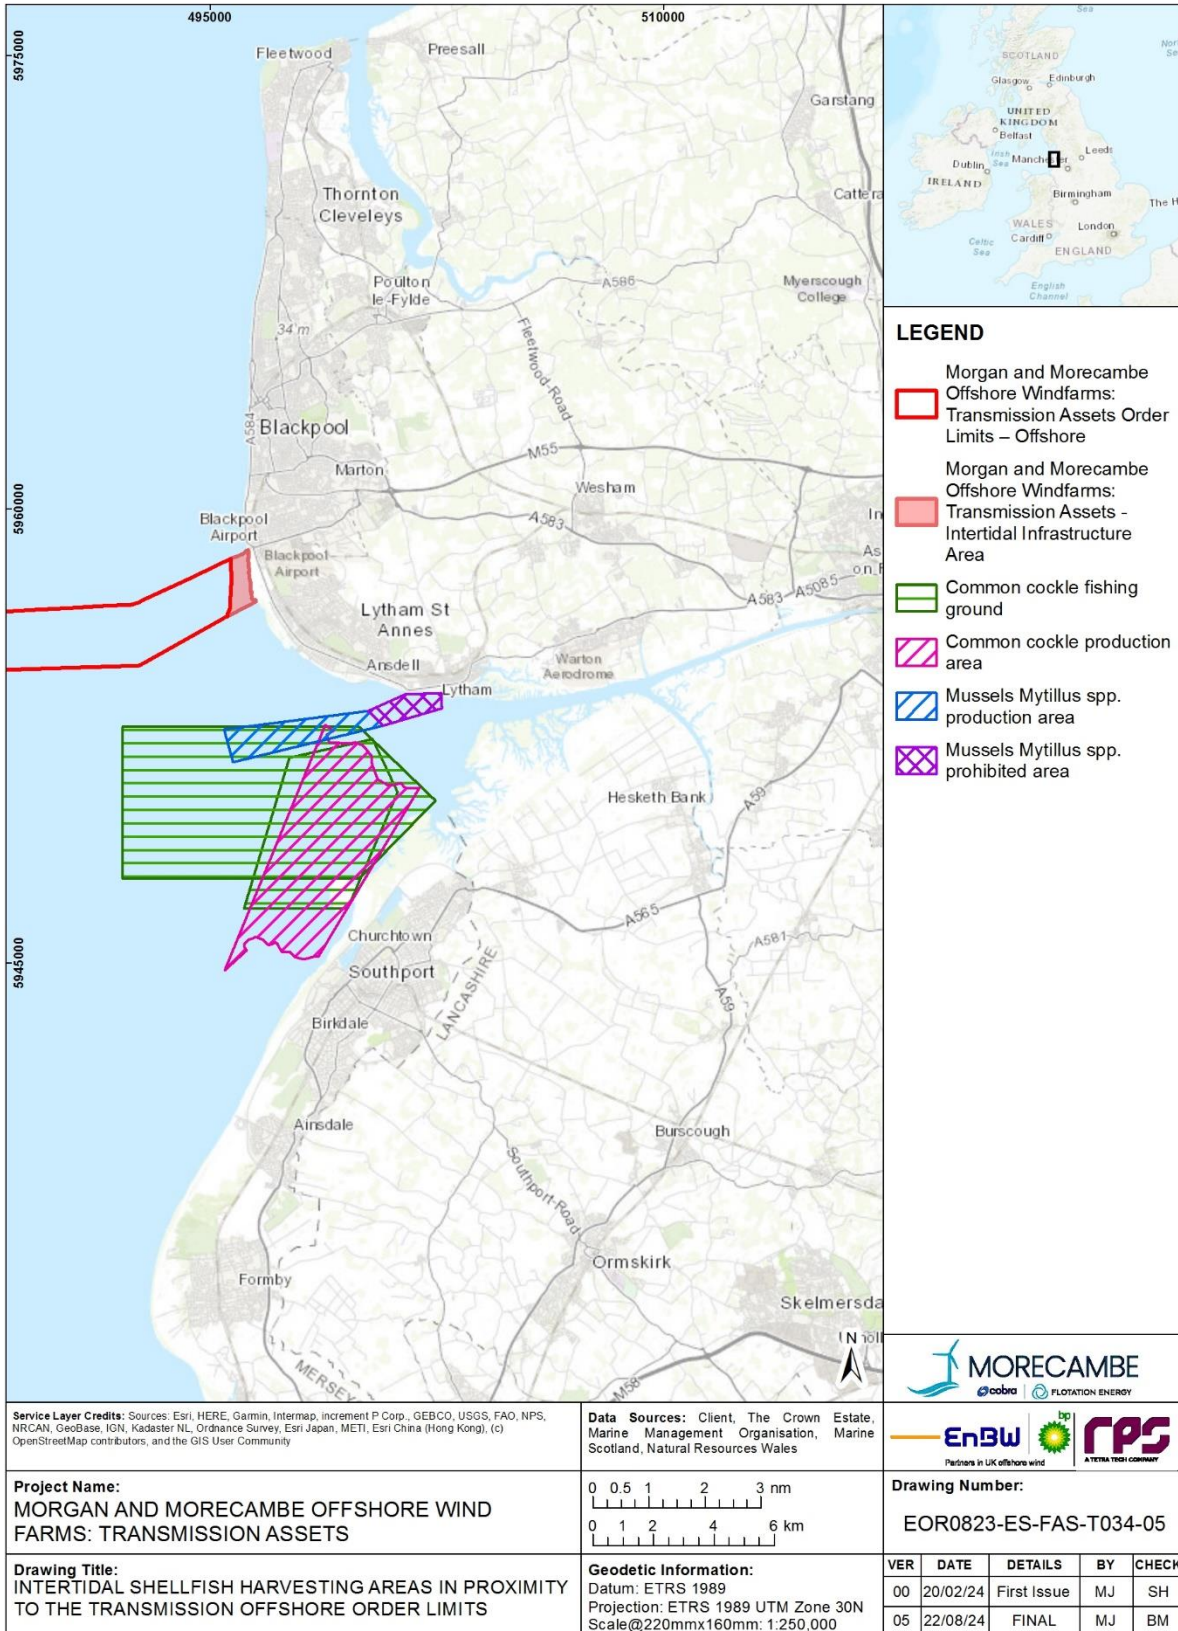 495000
510000
5975000
5960000
5945000
Fleetwood
Preesall
Garstang
Thornton
Cleveleys
Cattera
Poulton
le-Fylde
A586
Myerscough
College
34 m
Fleetwood-Road
A584
Blackpool
M55
Marton
Wesham
A583
Blackpool
Airport
In
Blackpool
Airport
As
on R
A5085
A583
Lytham St
Annes
Warton
Aerodrome
Ansdell
Lytham
Hesketh Bank
A59
A565
A581
Churchtown
Southport
LANCASHIRE
A59
Birkdale
Ainsdale
Burscough
Southport-Road
Ormskirk
Formby
Skelmersda
MERSEY
M58
N
SCOTLAND
Glasgow
Edinburgh
UNITED
KINGDOM
Belfast
Irish
Sea
Leeds
Dublin
Manchester
IRELAND
Birmingham
The H
WALES
London
Cardiff
Celtic
Sea
ENGLAND
English
Channel
Sea
LEGEND
Morgan and Morecambe
Offshore Windfarms:
Transmission Assets Order
Limits – Offshore
Morgan and Morecambe
Offshore Windfarms:
Transmission Assets -
Intertidal Infrastructure
Area
Common cockle fishing
ground
Common cockle production
area
Mussels Mytillus spp.
production area
Mussels Mytillus spp.
prohibited area
MORECAMBE
cobra FLOTATION ENERGY
Service Layer Credits: Sources: Esri, HERE, Garmin, Intermap, increment P Corp., GEBCO, USGS, FAO, NPS,
NRCAN, GeoBase, IGN, Kadaster NL, Ordnance Survey, Esri Japan, METI, Esri China (Hong Kong), (c)
OpenStreetMap contributors, and the GIS User Community
Data Sources: Client, The Crown Estate,
Marine Management Organisation, Marine
Scotland, Natural Resources Wales
EnBW bp RPS
Partners in UK offshore wind
A TETRA TECH COMPANY
Project Name:
MORGAN AND MORECAMBE OFFSHORE WIND
FARMS: TRANSMISSION ASSETS
0 0.5 1 2 3 nm
0 1 2 4 6 km
Drawing Number:
EOR0823-ES-FAS-T034-05
Drawing Title:
INTERTIDAL SHELLFISH HARVESTING AREAS IN PROXIMITY
TO THE TRANSMISSION OFFSHORE ORDER LIMITS
Geodetic Information:
Datum: ETRS 1989
Projection: ETRS 1989 UTM Zone 30N
Scale@220mmx160mm: 1:250,000
VER DATE DETAILS BY CHECK
00 20/02/24 First Issue MJ SH
05 22/08/24 FINAL MJ BM